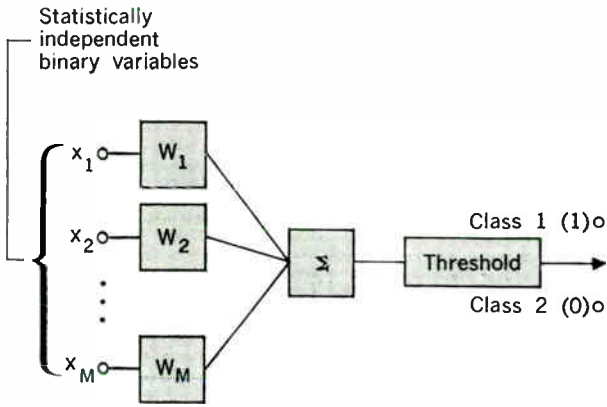 Statistically
independent
binary variables
x1 W1
x2 W2
Σ
Threshold
Class 1 (1)
Class 2 (0)
xM WM